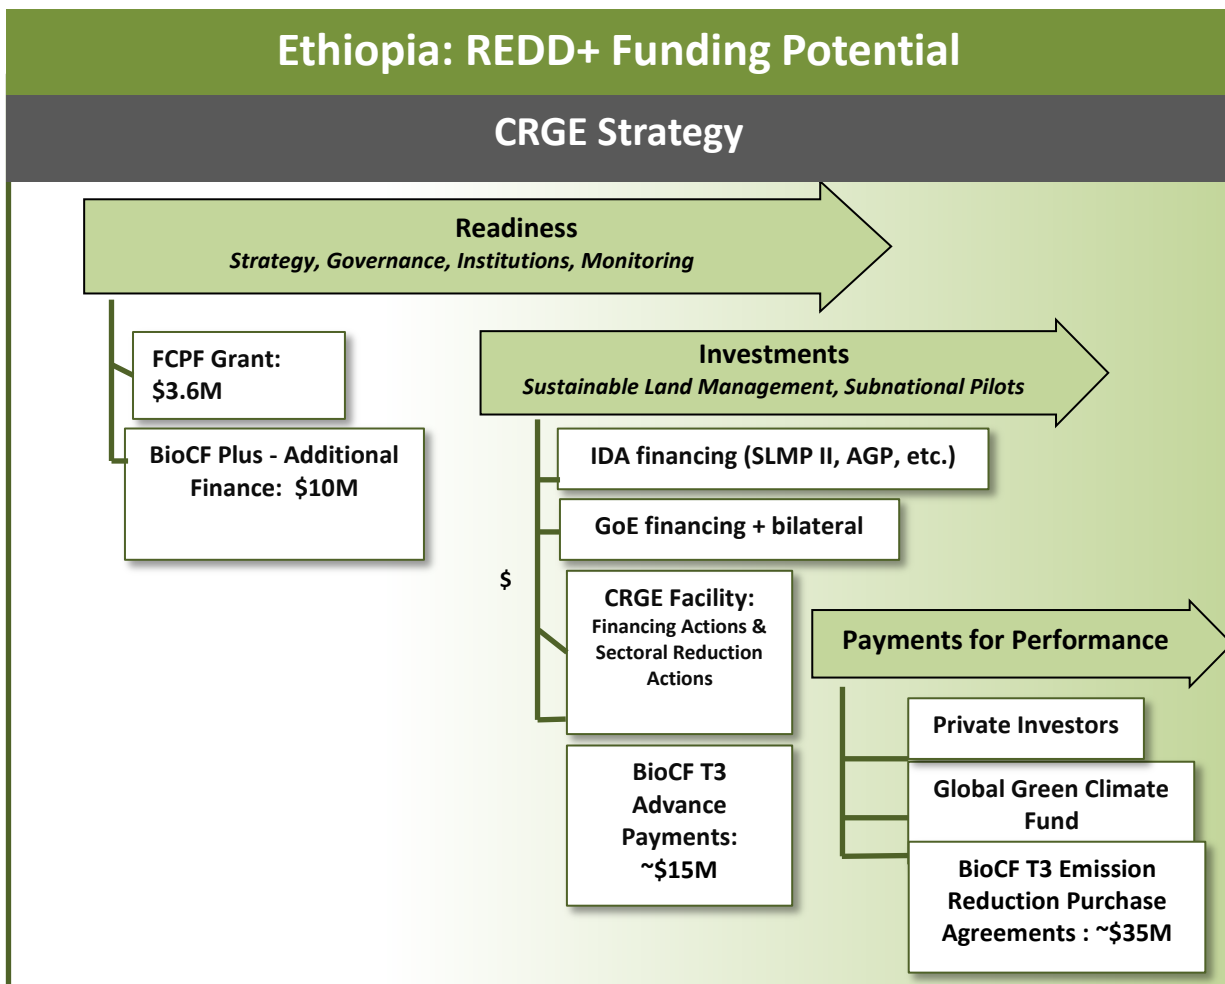 Ethiopia: REDD+ Funding Potential
CRGE Strategy
Readiness
Strategy, Governance, Institutions, Monitoring
FCPF Grant:
$3.6M
BioCF Plus - Additional
Finance:  $10M
Investments
Sustainable Land Management, Subnational Pilots
IDA financing (SLMP II, AGP, etc.)
GoE financing + bilateral
$
CRGE Facility:
Financing Actions &
Sectoral Reduction
Actions
BioCF T3
Advance
Payments:
~$15M
Payments for Performance
Private Investors
Global Green Climate
Fund
BioCF T3 Emission
Reduction Purchase
Agreements : ~$35M